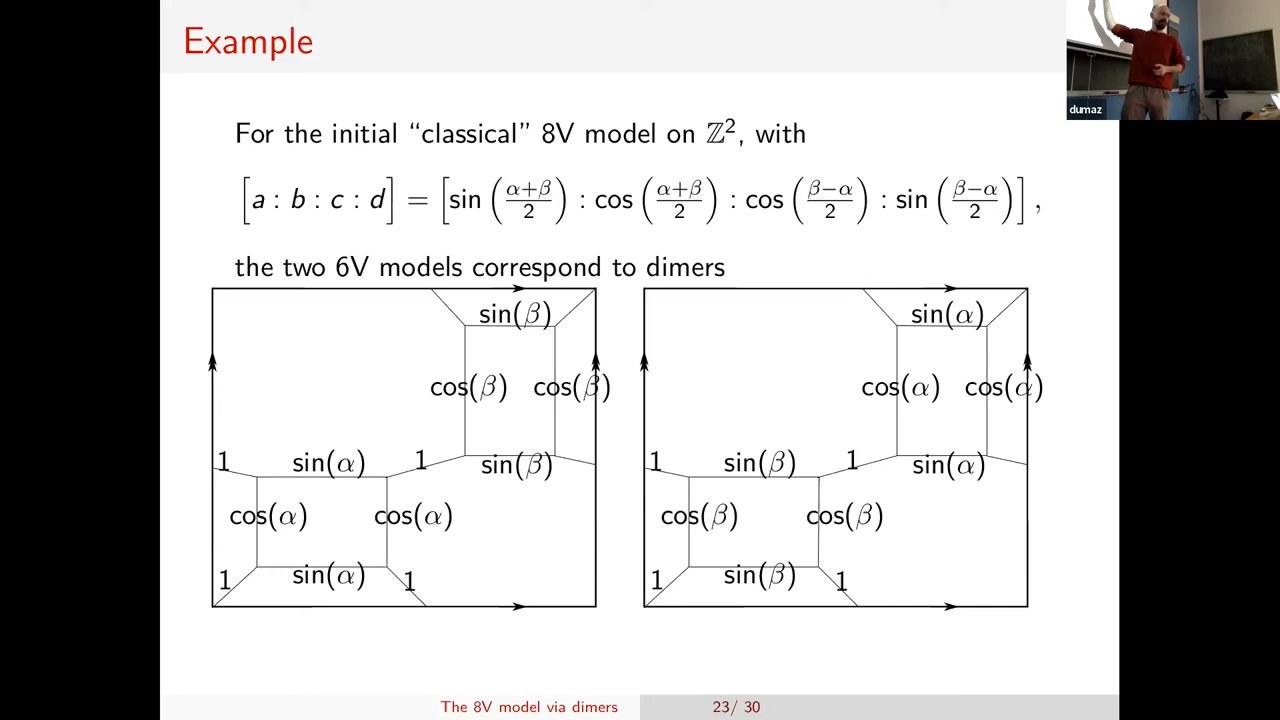 Example
dumaz
For the initial “classical” 8V model on ℤ², with
[a : b : c : d] = [sin((α+β)/2) : cos((α+β)/2) : cos((β−α)/2) : sin((β−α)/2)],
the two 6V models correspond to dimers
sin(β) sin(α)
cos(β) cos(β) cos(α) cos(α)
1 sin(α) 1 sin(β) 1 sin(β) 1 sin(α)
cos(α) cos(α) cos(β) cos(β)
1 sin(α) 1 1 sin(β) 1
The 8V model via dimers 23/ 30